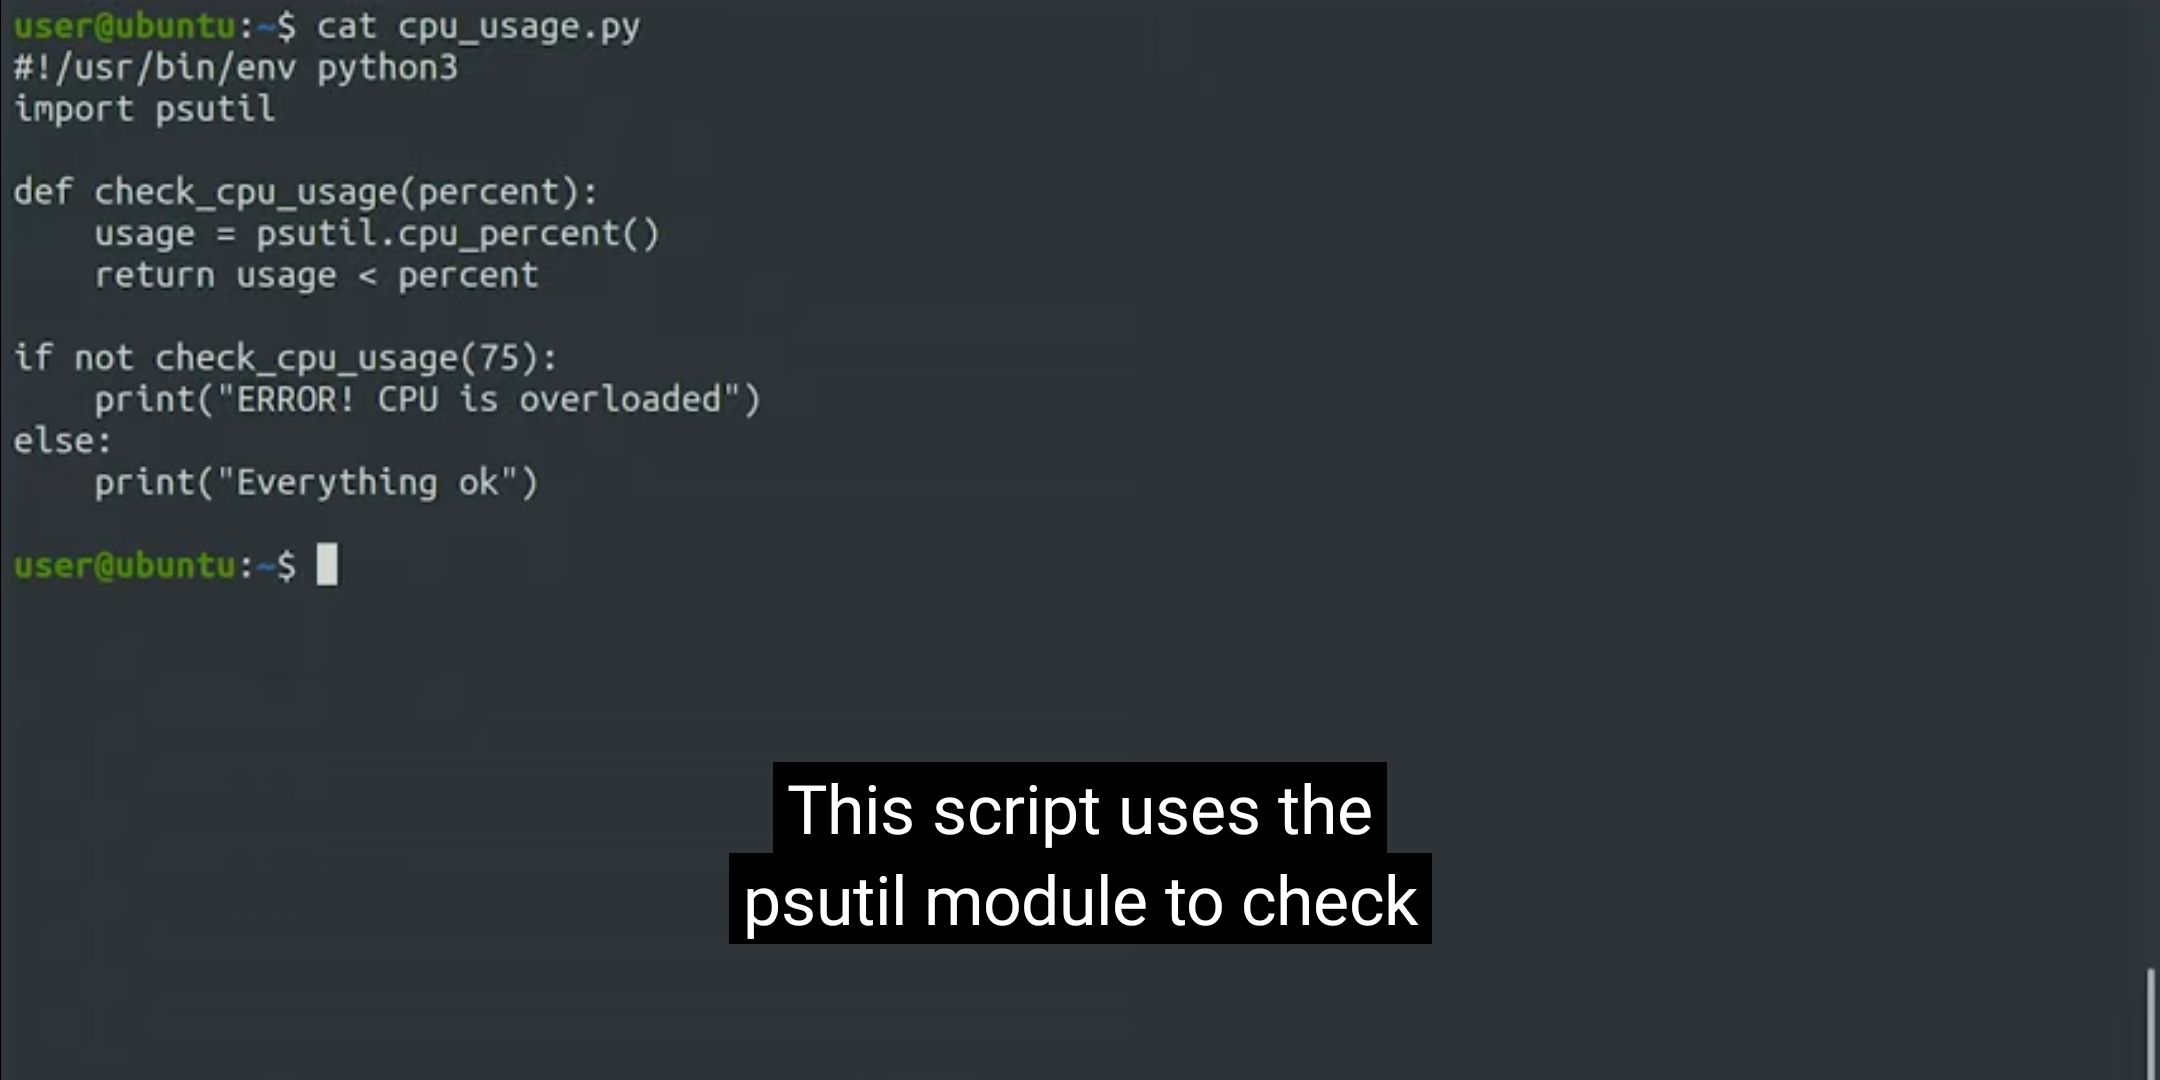 user@ubuntu:~$ cat cpu_usage.py
#!/usr/bin/env python3
import psutil

def check_cpu_usage(percent):
    usage = psutil.cpu_percent()
    return usage < percent

if not check_cpu_usage(75):
    print("ERROR! CPU is overloaded")
else:
    print("Everything ok")

user@ubuntu:~$
This script uses the
psutil module to check